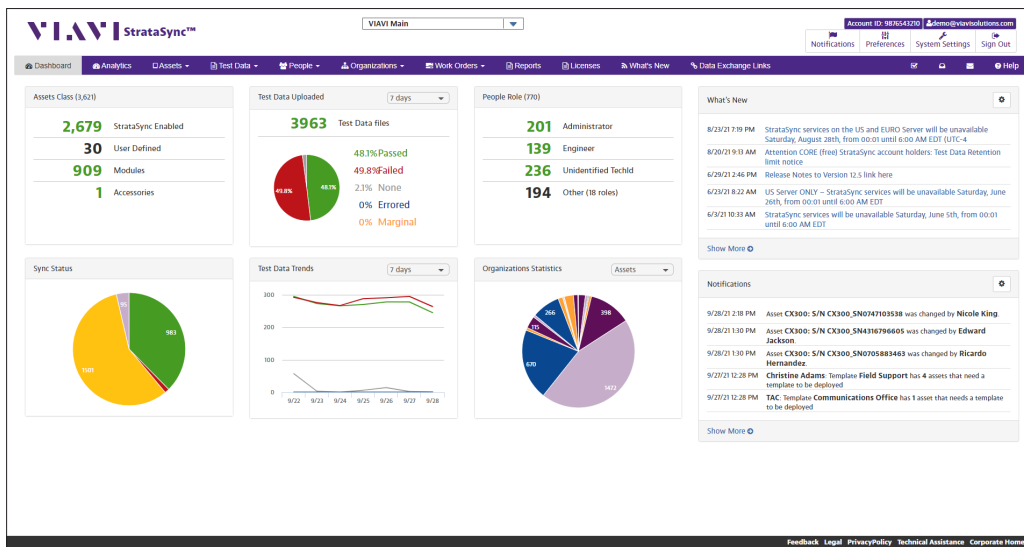 VIAVI StrataSync™
VIAVI Main
Account ID: 9876543210 demo@viavisolutions.com
Notifications Preferences System Settings Sign Out
Dashboard Analytics Assets Test Data People Organizations Work Orders Reports Licenses What's New Data Exchange Links Help
Assets Class (3,621)
2,679 StrataSync Enabled
30 User Defined
909 Modules
1 Accessories
Test Data Uploaded 7 days
3963 Test Data files
48.1% Passed
49.8% Failed
2.1% None
0% Errored
0% Marginal
49.8% 48.1%
People Role (770)
201 Administrator
139 Engineer
236 Unidentified TechId
194 Other (18 roles)
What's New
8/23/21 7:19 PM StrataSync services on the US and EURO Server will be unavailable
Saturday, August 28th, from 00:01 until 6:00 AM EDT (UTC-4
8/20/21 9:13 AM Attention CORE (free) StrataSync account holders: Test Data Retention
limit notice
6/29/21 2:46 PM Release Notes to Version 12.5 link here
6/23/21 8:22 AM US Server ONLY – StrataSync services will be unavailable Saturday, June
26th, from 00:01 until 6:00 AM EDT
6/3/21 10:33 AM StrataSync services will be unavailable Saturday, June 5th, from 00:01
until 6:00 AM EDT
Show More
Sync Status
95
983
1501
Test Data Trends 7 days
300
200
100
0
9/22 9/23 9/24 9/25 9/26 9/27 9/28
Organizations Statistics Assets
266
398
115
670
1472
Notifications
9/28/21 2:18 PM Asset CX300: S/N CX300_SN0747103538 was changed by Nicole King.
9/28/21 1:30 PM Asset CX300: S/N CX300_SN4316796605 was changed by Edward
Jackson.
9/28/21 1:30 PM Asset CX300: S/N CX300_SN0705883463 was changed by Ricardo
Hernandez.
9/27/21 12:28 PM Christine Adams: Template Field Support has 4 assets that need a
template to be deployed
9/27/21 12:28 PM TAC: Template Communications Office has 1 asset that needs a template
to be deployed
Show More
Feedback Legal PrivacyPolicy Technical Assistance Corporate Home